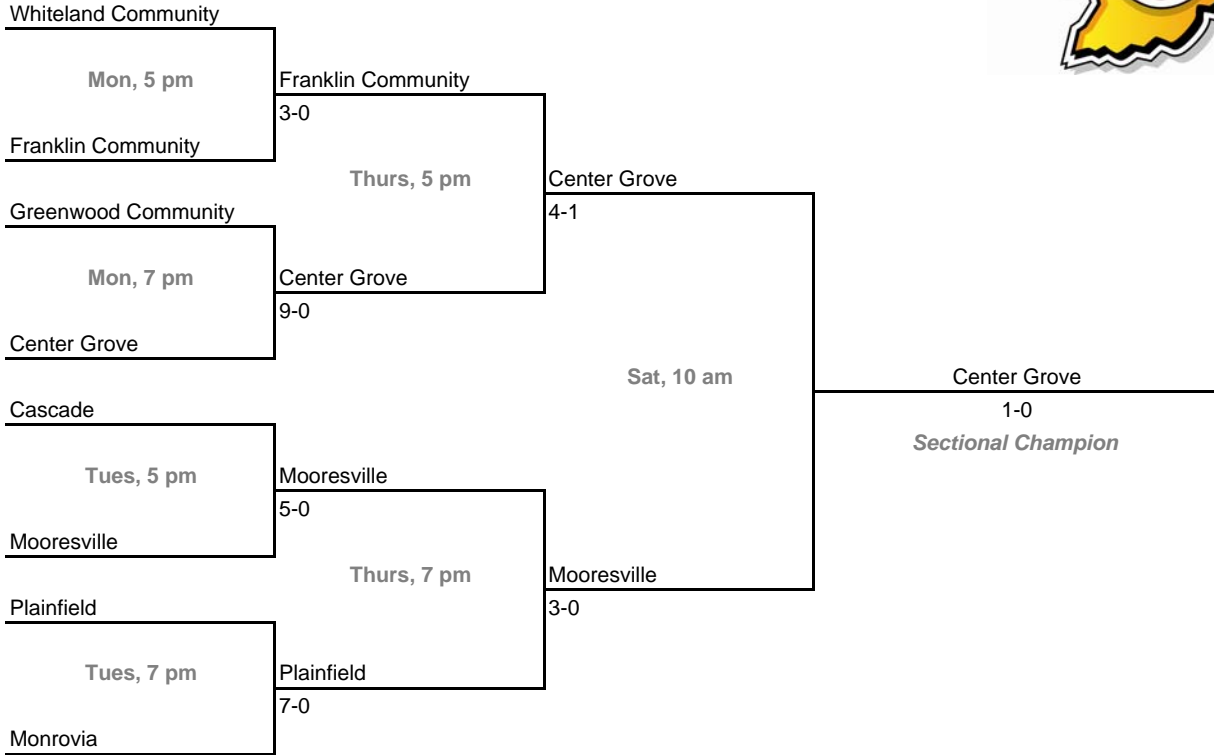 Whiteland Community
Mon, 5 pm
Franklin Community
3-0
Franklin Community
Thurs, 5 pm
Center Grove
4-1
Greenwood Community
Mon, 7 pm
Center Grove
9-0
Center Grove
Sat, 10 am
Center Grove
1-0
Sectional Champion
Cascade
Tues, 5 pm
Mooresville
5-0
Mooresville
Thurs, 7 pm
Mooresville
3-0
Plainfield
Tues, 7 pm
Plainfield
7-0
Monrovia